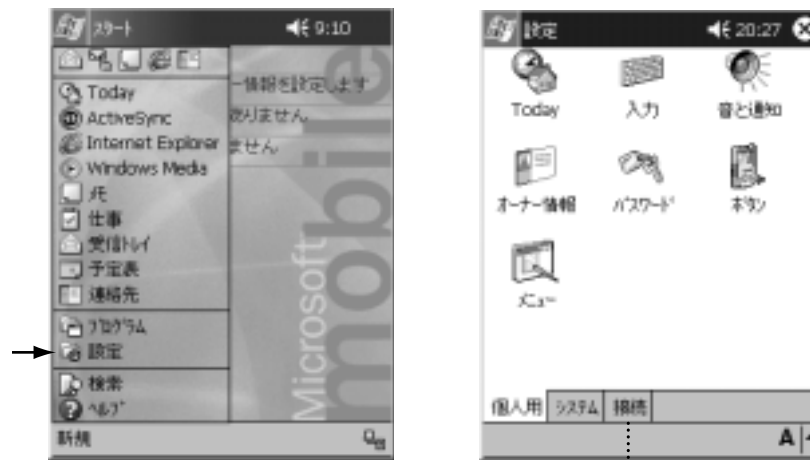 スタート 9:10
Today
ActiveSync
Internet Explorer
Windows Media
メモ
仕事
受信トレイ
予定表
連絡先
プログラム
設定
検索
ヘルプ
新規
ー情報を設定します
ありません
ません
Microsoft
mobile
設定 20:27
Today 入力 音と通知
オーナー情報 パスワード ボタン
メニュー
個人用 システム 接続
A